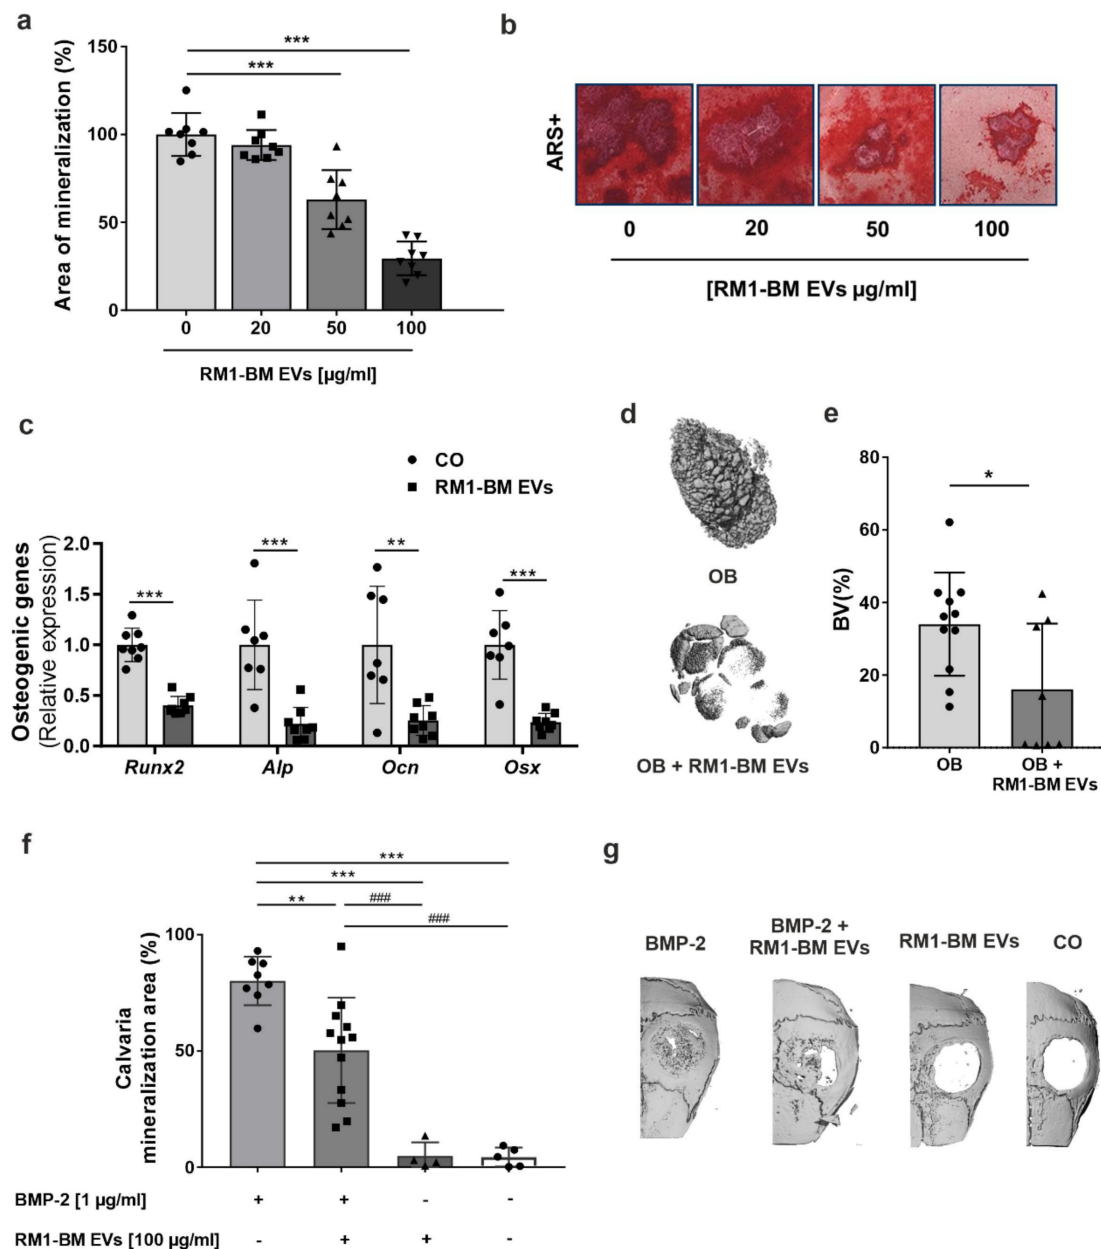 a
Area of mineralization (%)
150
100
50
0
***
***
0 20 50 100
RM1-BM EVs [µg/ml]
b
ARS+
0 20 50 100
[RM1-BM EVs µg/ml]
c
CO
RM1-BM EVs
Osteogenic genes
(Relative expression)
2.0
1.5
1.0
0.5
0.0
*** *** ** ***
Runx2 Alp Ocn Osx
d
OB
OB + RM1-BM EVs
e
BV(%)
80
60
40
20
0
*
OB OB +
RM1-BM EVs
f
***
***
** ###
###
Calvaria
mineralization area (%)
100
50
0
BMP-2 [1 µg/ml] + + - -
RM1-BM EVs [100 µg/ml] - + + -
g
BMP-2 BMP-2 + RM1-BM EVs CO
RM1-BM EVs